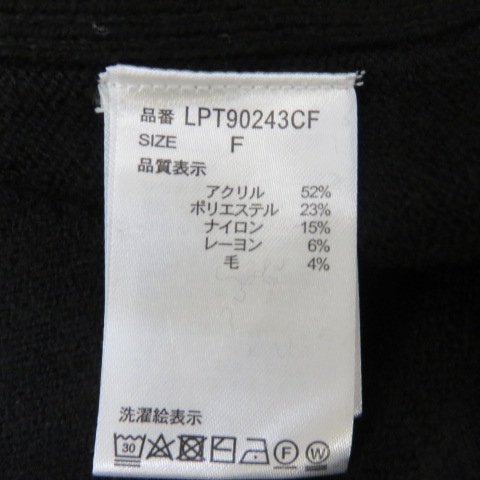 品番 LPT90243CF
SIZE F
品質表示
アクリル 52%
ポリエステル 23%
ナイロン 15%
レーヨン 6%
毛 4%
洗濯絵表示
30 F W